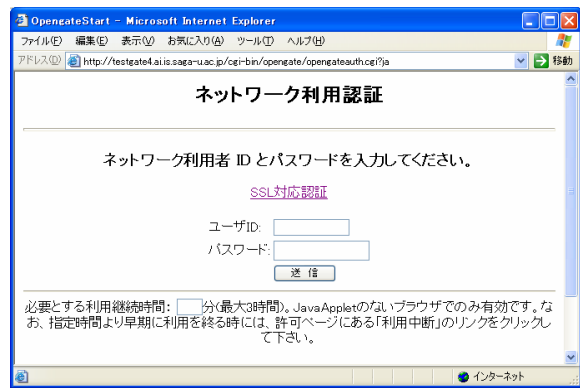 OpengateStart - Microsoft Internet Explorer
ファイル(F) 編集(E) 表示(V) お気に入り(A) ツール(T) ヘルプ(H)
アドレス(D) http://testgate4.ai.is.saga-u.ac.jp/cgi-bin/opengate/opengateauth.cgi?ja 移動
ネットワーク利用認証
ネットワーク利用者 ID とパスワードを入力してください。
SSL対応認証
ユーザID:
パスワード:
送信
必要とする利用継続時間: 分(最大3時間)。JavaAppletのないブラウザでのみ有効です。な
お、指定時間より早期に利用を終る時には、許可ページにある「利用中断」のリンクをクリックし
て下さい。
インターネット